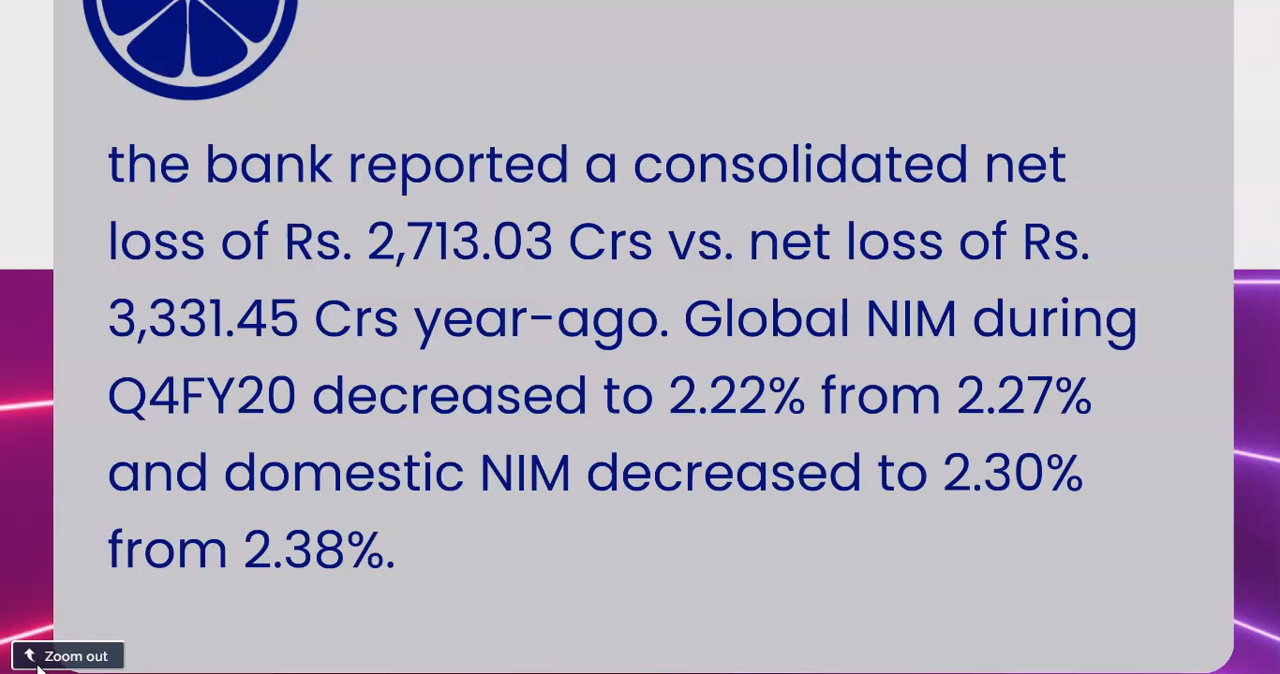 the bank reported a consolidated net
loss of Rs. 2,713.03 Crs vs. net loss of Rs.
3,331.45 Crs year-ago. Global NIM during
Q4FY20 decreased to 2.22% from 2.27%
and domestic NIM decreased to 2.30%
from 2.38%.
Zoom out